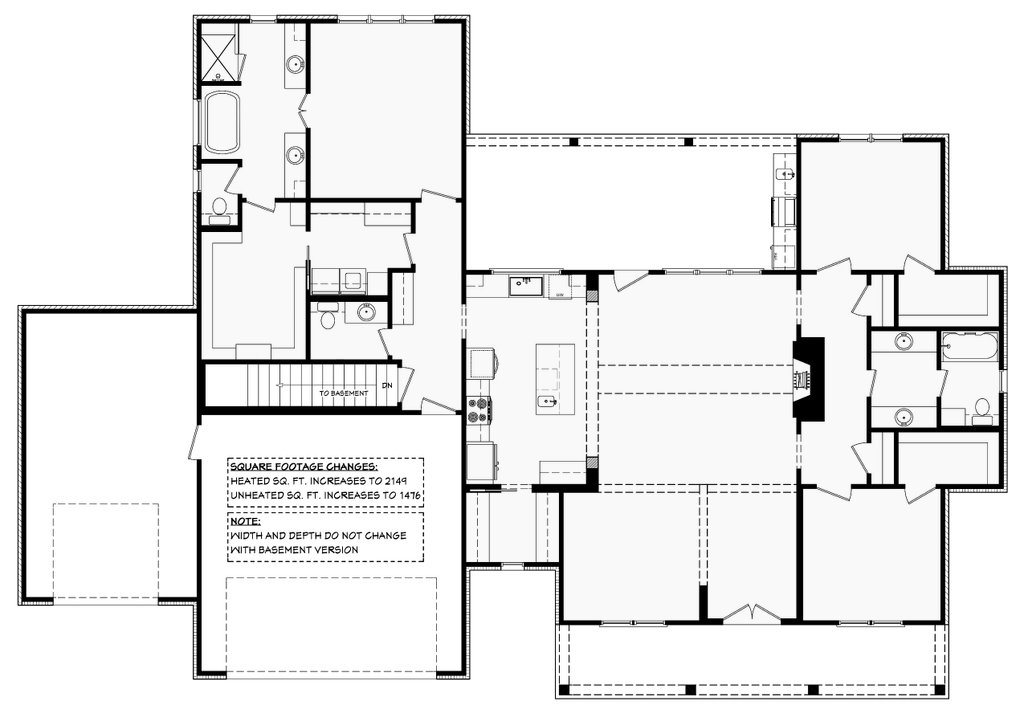 DN
TO BASEMENT
SQUARE FOOTAGE CHANGES:
HEATED SQ. FT. INCREASES TO 2149
UNHEATED SQ. FT. INCREASES TO 1476
NOTE:
WIDTH AND DEPTH DO NOT CHANGE
WITH BASEMENT VERSION